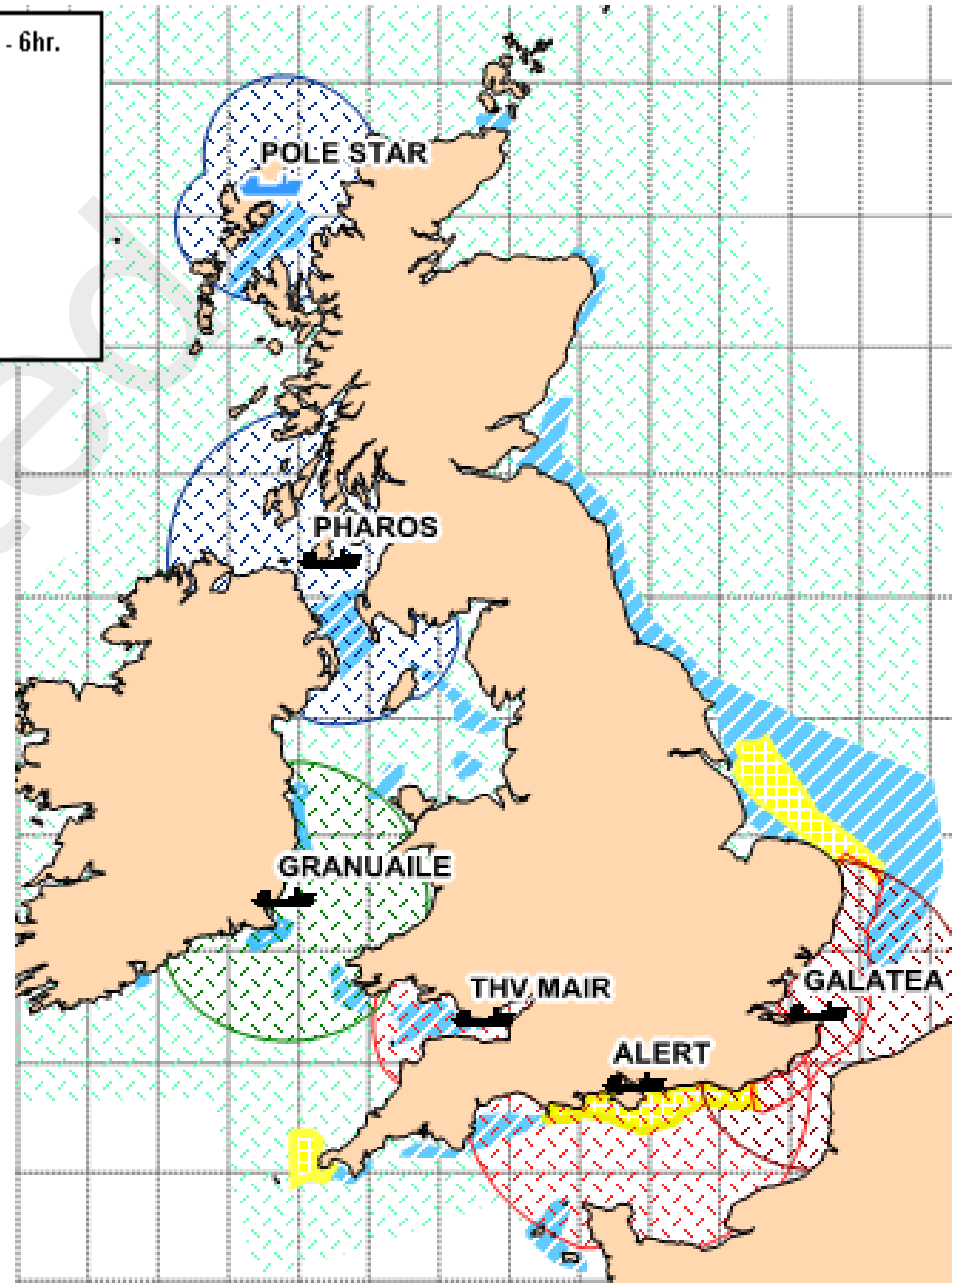 - 6hr.
POLE STAR
PHAROS
GRANUAILE
THV MAIR
GALATEA
ALERT